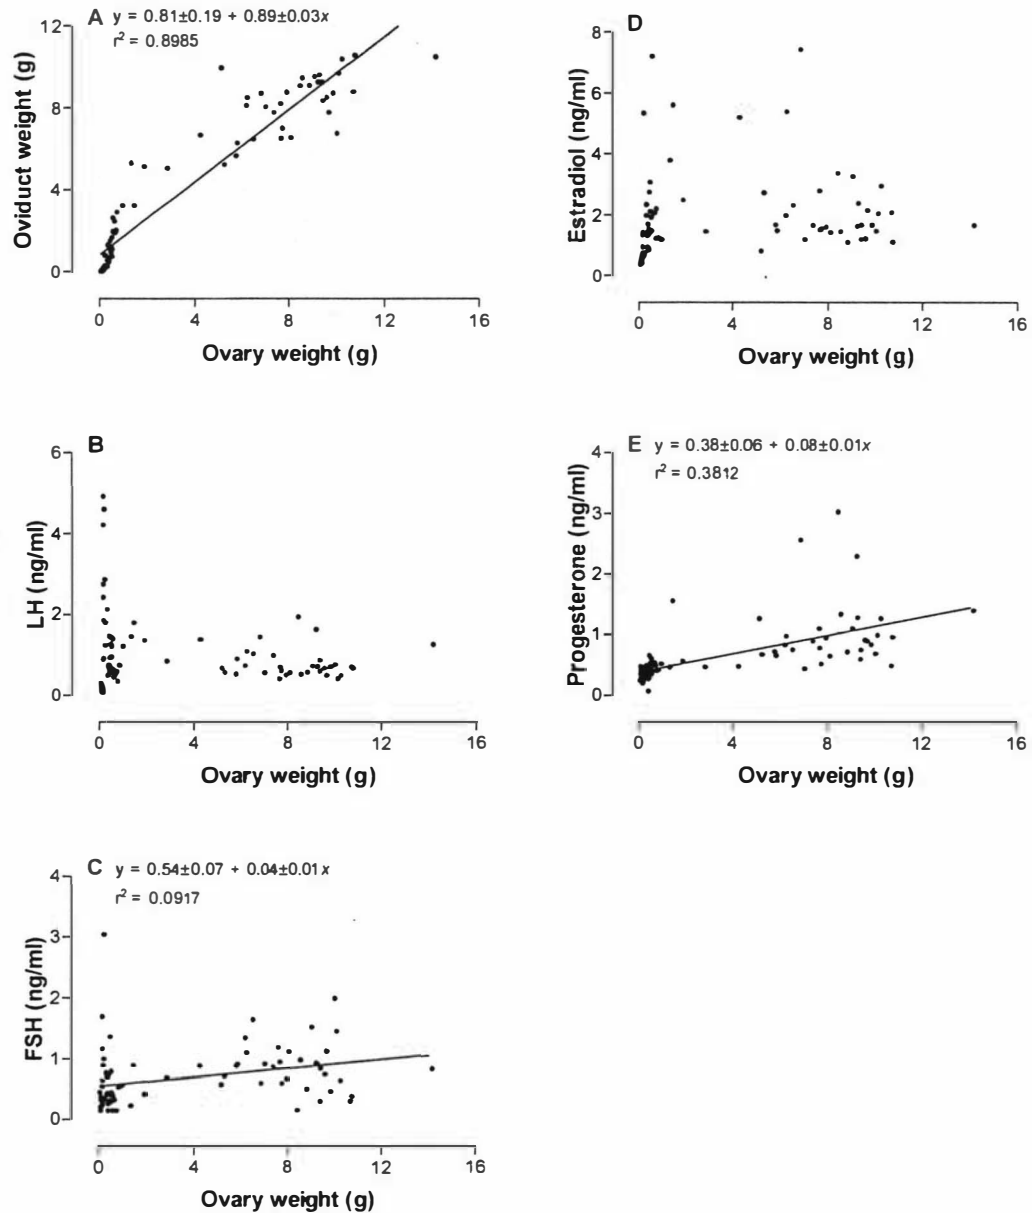 A y = 0.81±0.19 + 0.89±0.03x
r² = 0.8985
12
8
4
0
Oviduct weight (g)
0 4 8 12 16
Ovary weight (g)
D
8
6
4
2
0
Estradiol (ng/ml)
0 4 8 12 16
Ovary weight (g)
B
6
4
2
0
LH (ng/ml)
0 4 8 12 16
Ovary weight (g)
E y = 0.38±0.06 + 0.08±0.01x
r² = 0.3812
4
3
2
1
0
Progesterone (ng/ml)
0 4 8 12 16
Ovary weight (g)
C y = 0.54±0.07 + 0.04±0.01x
r² = 0.0917
4
3
2
1
0
FSH (ng/ml)
0 4 8 12 16
Ovary weight (g)